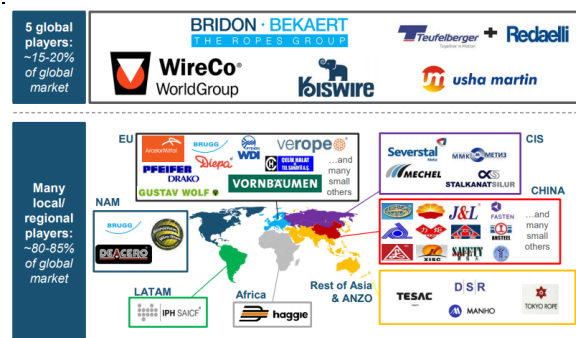 5 global
players:
~15-20%
of global
market
BRIDON · BEKAERT
THE ROPES GROUP
Teufelberger
Together in Motion
+
Redaelli
WireCo®
WorldGroup
KOISWIRE
usha martin
Many
local/
regional
players:
~80-85%
of global
market
EU
ArcelorMittal
BRUGG
WDI
verope
PFEIFER
DRAKO
Diepa
ÇELİK HALAT
GUSTAV WOLF
VORNBÄUMEN
...and
many
small
others
CIS
Severstal
ММК МЕТИЗ
MECHEL
STALKANATSILUR
NAM
BRUGG
DEACERO
CHINA
J&L
FASTEN
ANSTEEL
XISC
SAFETY
...and
many
small
others
LATAM
IPH SAICF
Africa
haggie
Rest of Asia
& ANZO
TESAC
DSR
MANHO
TOKYO ROPE